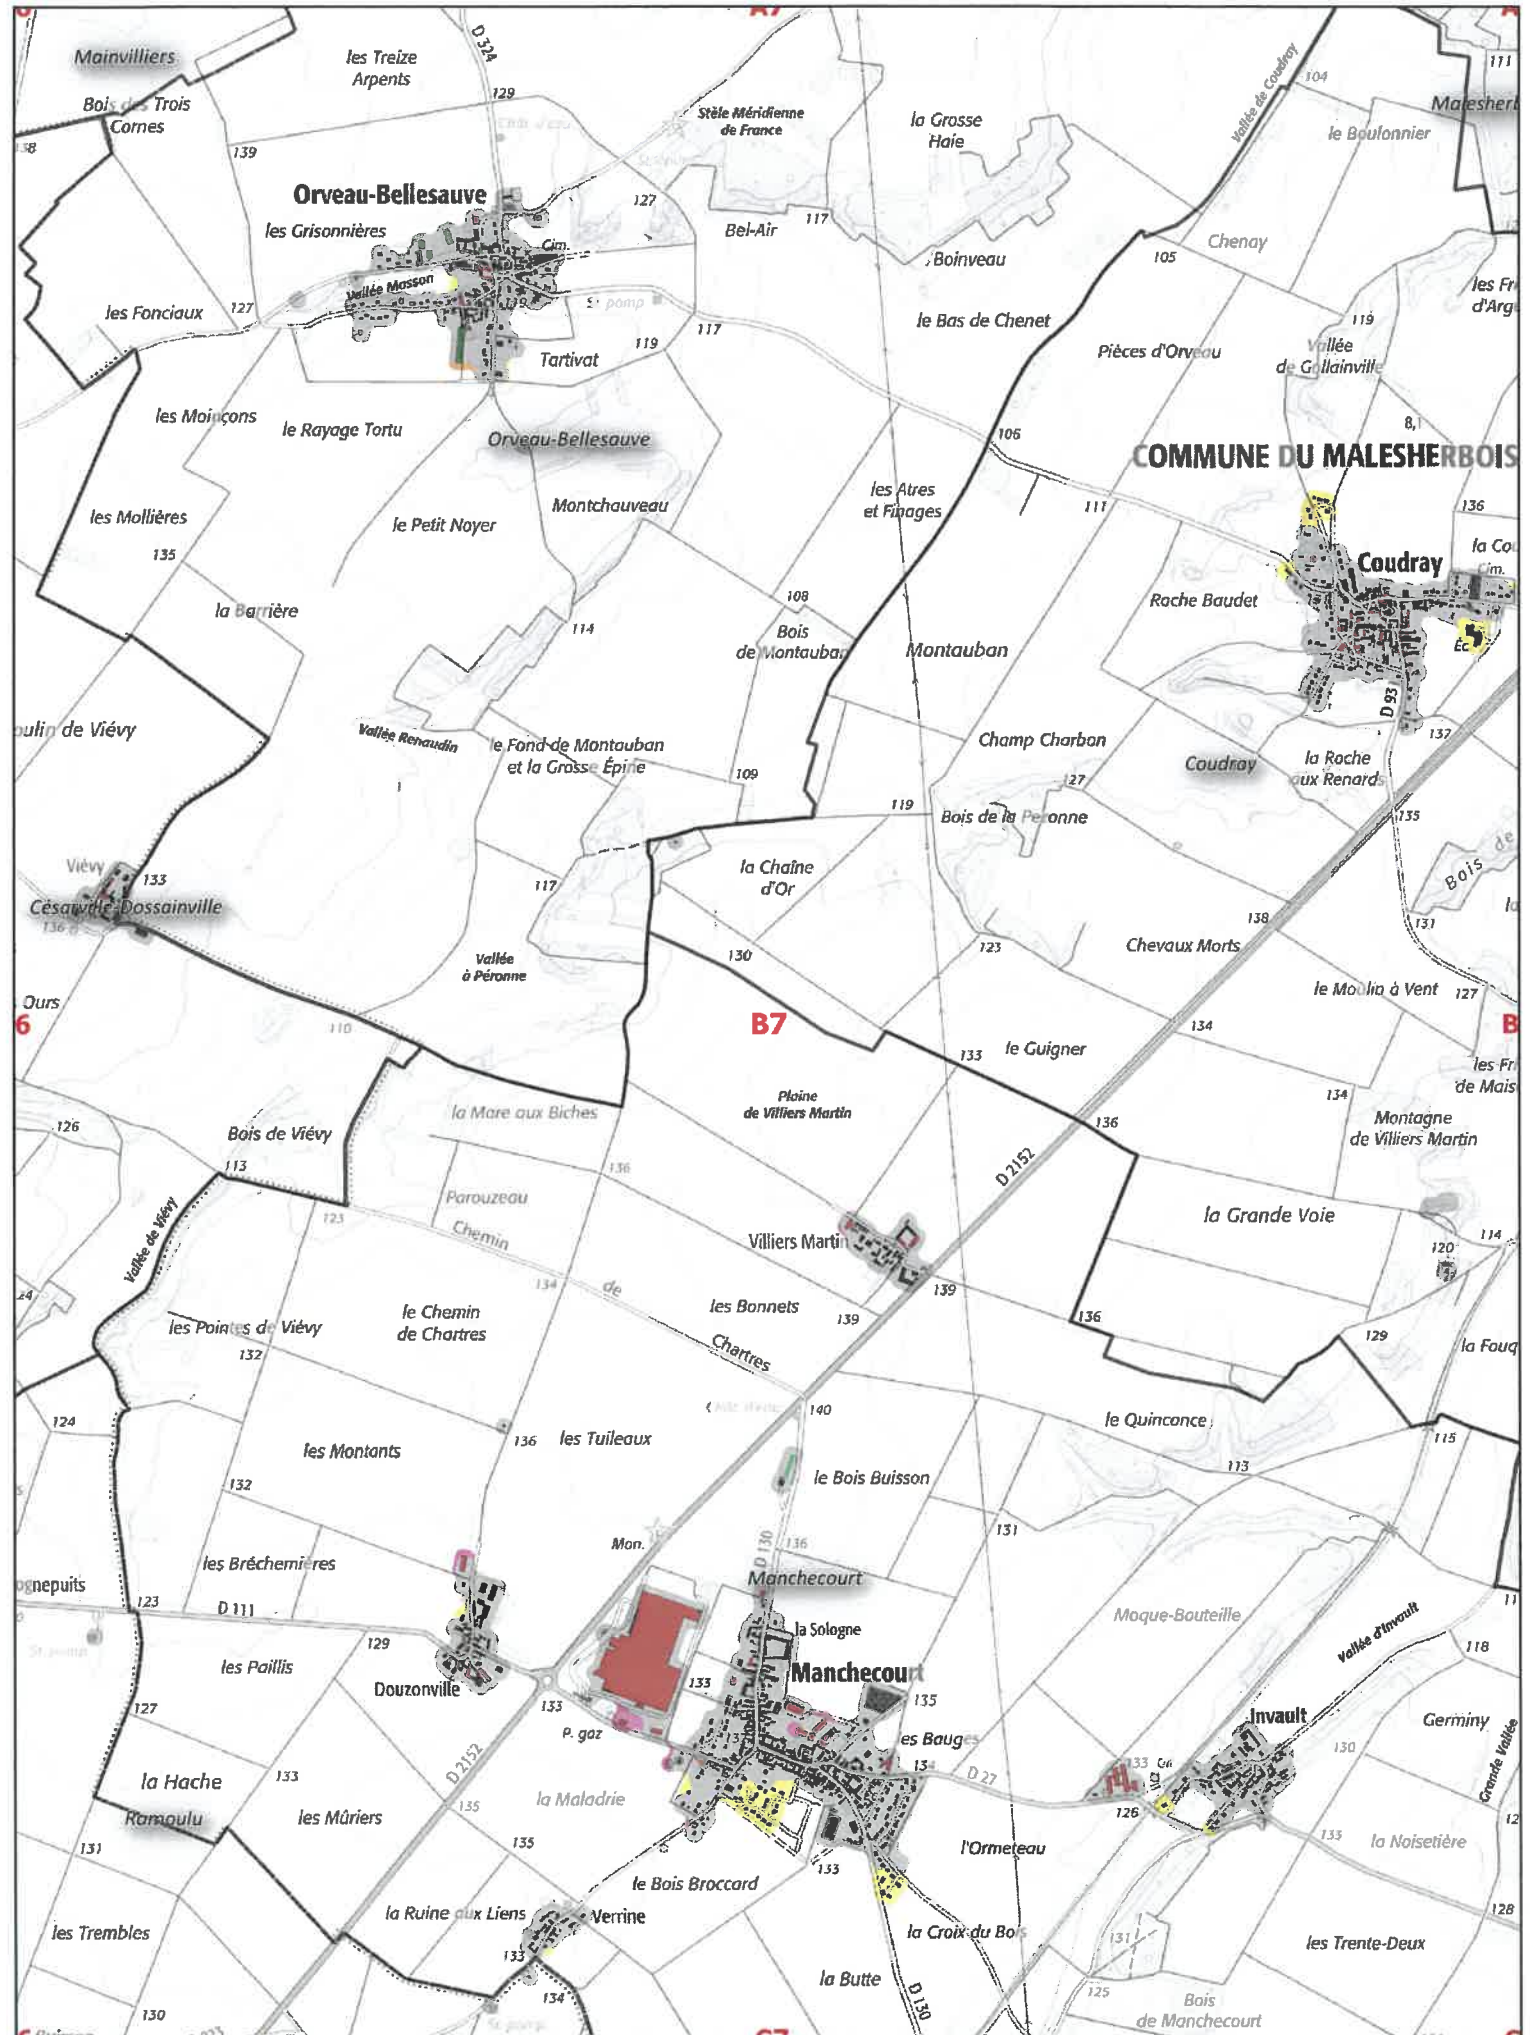 A7
Mainvilliers
les Treize
Arpents
D 324
Bois des Trois
Cornes
129
Stèle Méridienne
de France
la Grosse
Haie
Vallée de Coudray
104
111
le Boulonnier
139
Orveau-Bellesauve
les Grisonnières
127
Bel-Air
117
Cim.
Boinveau
105
Chenay
Vallée Masson
les Fonciaux
127
119
pomp
117
le Bas de Chenet
119
Pièces d'Orveau
Vallée
de Gollainville
Tartivat
119
les Moinçons
le Rayage Tortu
Orveau-Bellesauve
106
COMMUNE DU MALESHERBOIS
les Mollières
le Petit Noyer
Montchauveau
les Atres
et Finages
111
136
135
Coudray
Cim.
la Barrière
108
Roche Baudet
114
Bois
de Montauban
Montauban
D 93
Vallée Renaudin
le Fond de Montauban
et la Grosse Épine
109
Champ Charbon
Coudray
la Roche
aux Renards
137
127
119
Bois de la Peronne
135
la Chaîne
d'Or
Viévy
133
117
Césarville-Dossainville
136
Bois de
138
131
Vallée
à Péronne
130
123
Chevaux Morts
le Moulin à Vent
127
Ours
6
110
B7
B
134
133
le Guigner
Plaine
de Villiers Martin
la Mare aux Biches
134
136
Montagne
de Villiers Martin
126
Bois de Viévy
113
136
D 2152
Parouzeau
123
Chemin
Vallée de Viévy
la Grande Voie
Villiers Martin
114
120
134
de
139
les Pointes de Viévy
le Chemin
de Chartres
les Bonnets
139
136
129
132
Chartres
124
140
le Quinconce
les Montants
136
les Tuileaux
115
le Bois Buisson
113
132
131
Mon.
D 130
136
les Bréchemières
Manchecourt
123
D 111
Moque-Bouteille
la Sologne
Vallée d'Invault
118
129
les Paillis
Manchecourt
Douzonville
133
133
135
127
P. gaz
Invault
Germiny
130
D 2152
D 27
133
la Hache
133
Grande Vallée
Ramoulu
les Mûriers
135
la Maladrie
126
131
135
133
la Noisetière
l'Ormeteau
133
le Bois Broccard
la Ruine aux Liens
Verrine
128
les Trembles
la Croix du Bois
131
les Trente-Deux
133
la Butte
134
D 130
125
130
Bois
de Manchecourt